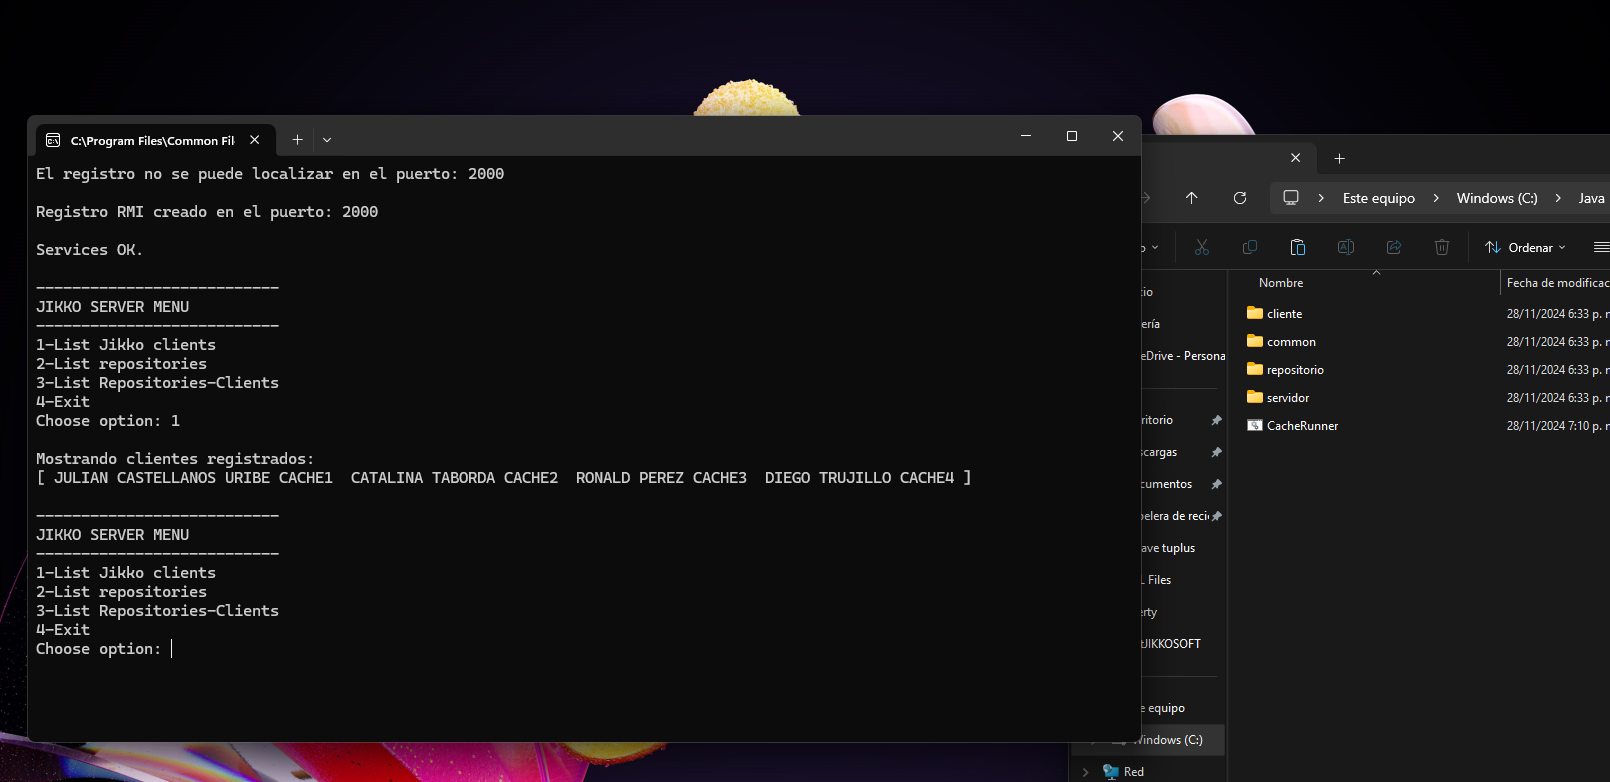 C:\Program Files\Common Fil
El registro no se puede localizar en el puerto: 2000
Registro RMI creado en el puerto: 2000
Services OK.
---------------------------
JIKKO SERVER MENU
---------------------------
1-List Jikko clients
2-List repositories
3-List Repositories-Clients
4-Exit
Choose option: 1
Mostrando clientes registrados:
[ JULIAN CASTELLANOS URIBE CACHE1  CATALINA TABORDA CACHE2  RONALD PEREZ CACHE3  DIEGO TRUJILLO CACHE4 ]
---------------------------
JIKKO SERVER MENU
---------------------------
1-List Jikko clients
2-List repositories
3-List Repositories-Clients
4-Exit
Choose option:
Este equipo > Windows (C:) > Java
Ordenar
Nombre
Fecha de modificac
cliente 28/11/2024 6:33 p. n
common 28/11/2024 6:33 p. n
repositorio 28/11/2024 6:33 p. n
servidor 28/11/2024 6:33 p. n
CacheRunner 28/11/2024 7:10 p. n
io
ería
eDrive - Persona
ritorio
scargas
cumentos
pelera de reci
ave tuplus
L Files
erty
tJIKKOSOFT
e equipo
Windows (C:)
Red